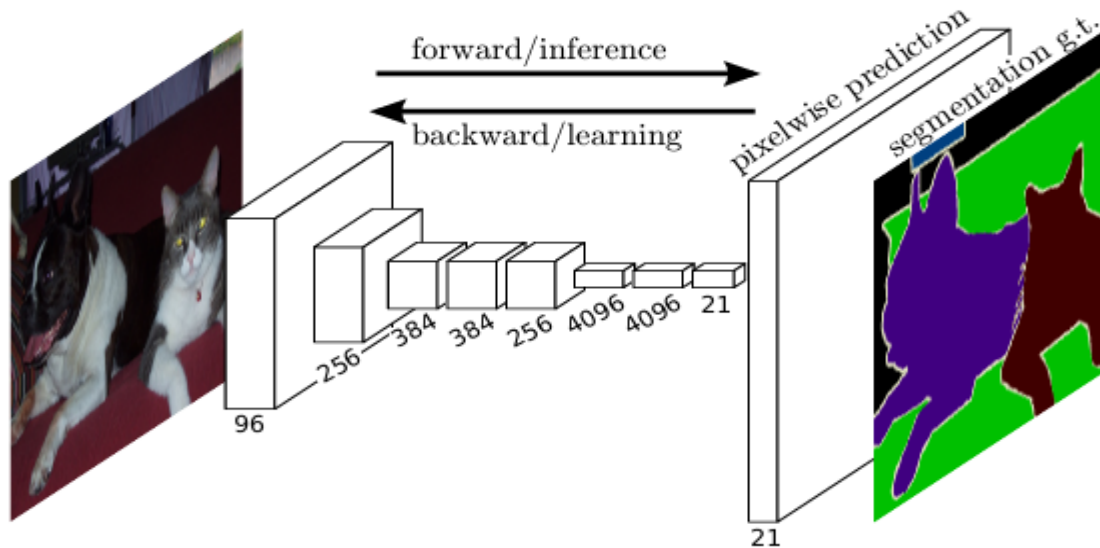 forward/inference
backward/learning
pixelwise prediction
segmentation g.t.
96
256
384
384
256
4096
4096
21
21